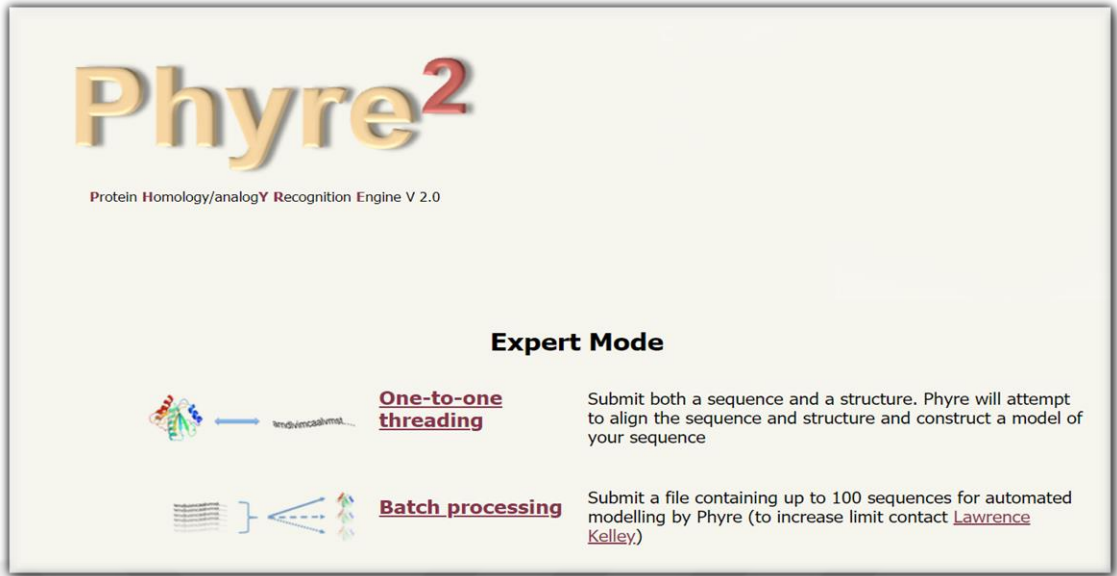 Phyre2
Protein Homology/analogY Recognition Engine V 2.0
Expert Mode
One-to-one
threading
Submit both a sequence and a structure. Phyre will attempt
to align the sequence and structure and construct a model of
your sequence
Batch processing
Submit a file containing up to 100 sequences for automated
modelling by Phyre (to increase limit contact Lawrence
Kelley)